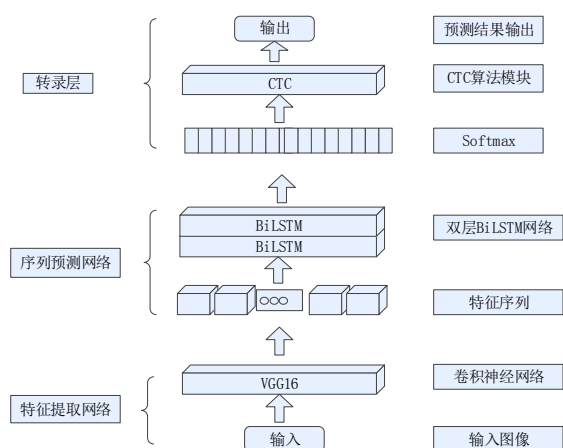 输出
预测结果输出
转录层
CTC
CTC算法模块
Softmax
BiLSTM
双层BiLSTM网络
BiLSTM
序列预测网络
○○○
特征序列
VGG16
卷积神经网络
特征提取网络
输入
输入图像